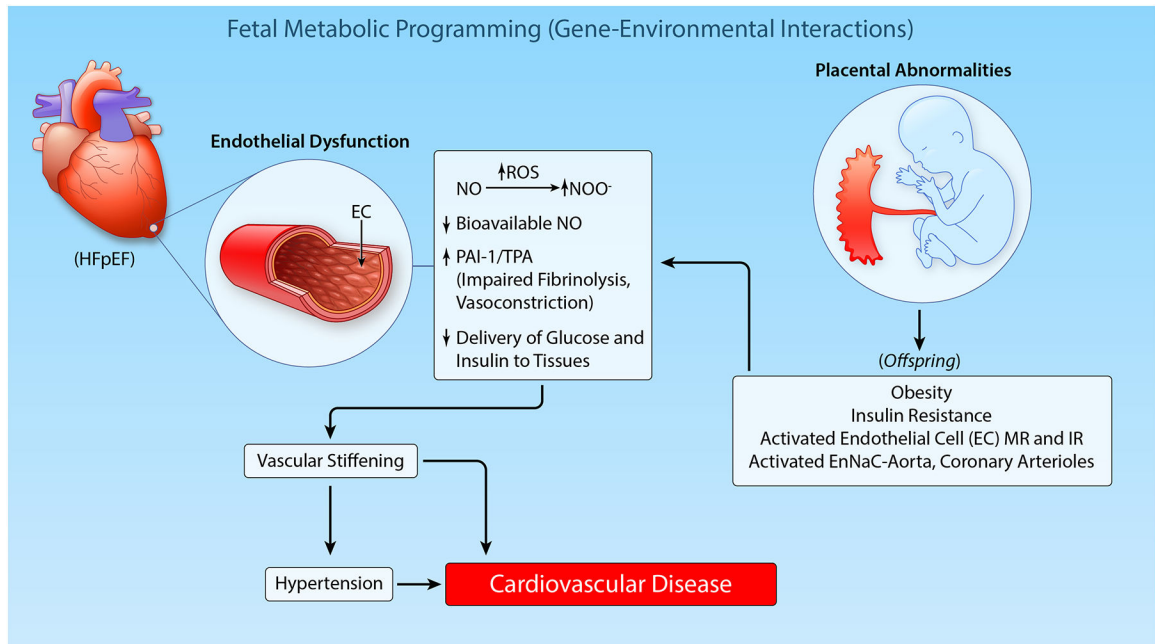 Fetal Metabolic Programming (Gene-Environmental Interactions)
Placental Abnormalities
Endothelial Dysfunction
(HFpEF)
EC
↑ROS
NO → ↑NOO-
↓ Bioavailable NO
↑ PAI-1/TPA
(Impaired Fibrinolysis,
Vasoconstriction)
↓ Delivery of Glucose and
Insulin to Tissues
(Offspring)
Obesity
Insulin Resistance
Activated Endothelial Cell (EC) MR and IR
Activated EnNaC-Aorta, Coronary Arterioles
Vascular Stiffening
Hypertension
Cardiovascular Disease